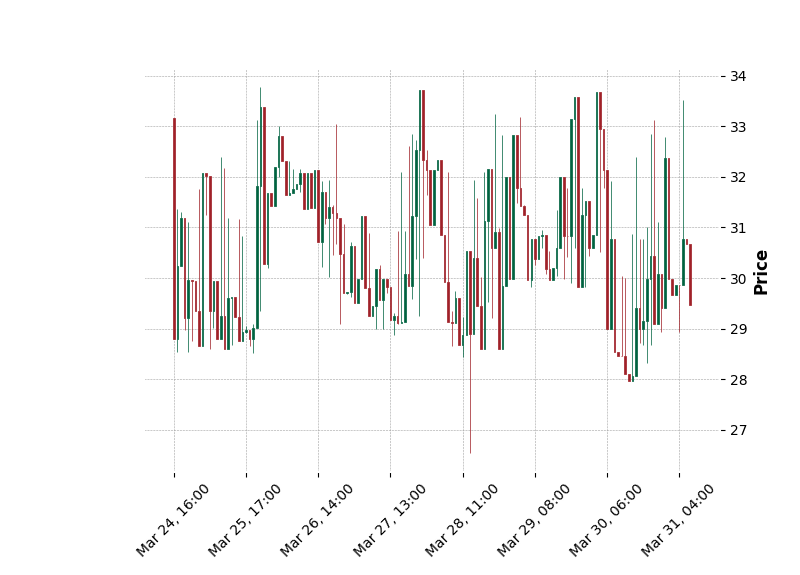 34
33
32
31
30
29
28
27
Price
Mar 24, 16:00
Mar 25, 17:00
Mar 26, 14:00
Mar 27, 13:00
Mar 28, 11:00
Mar 29, 08:00
Mar 30, 06:00
Mar 31, 04:00